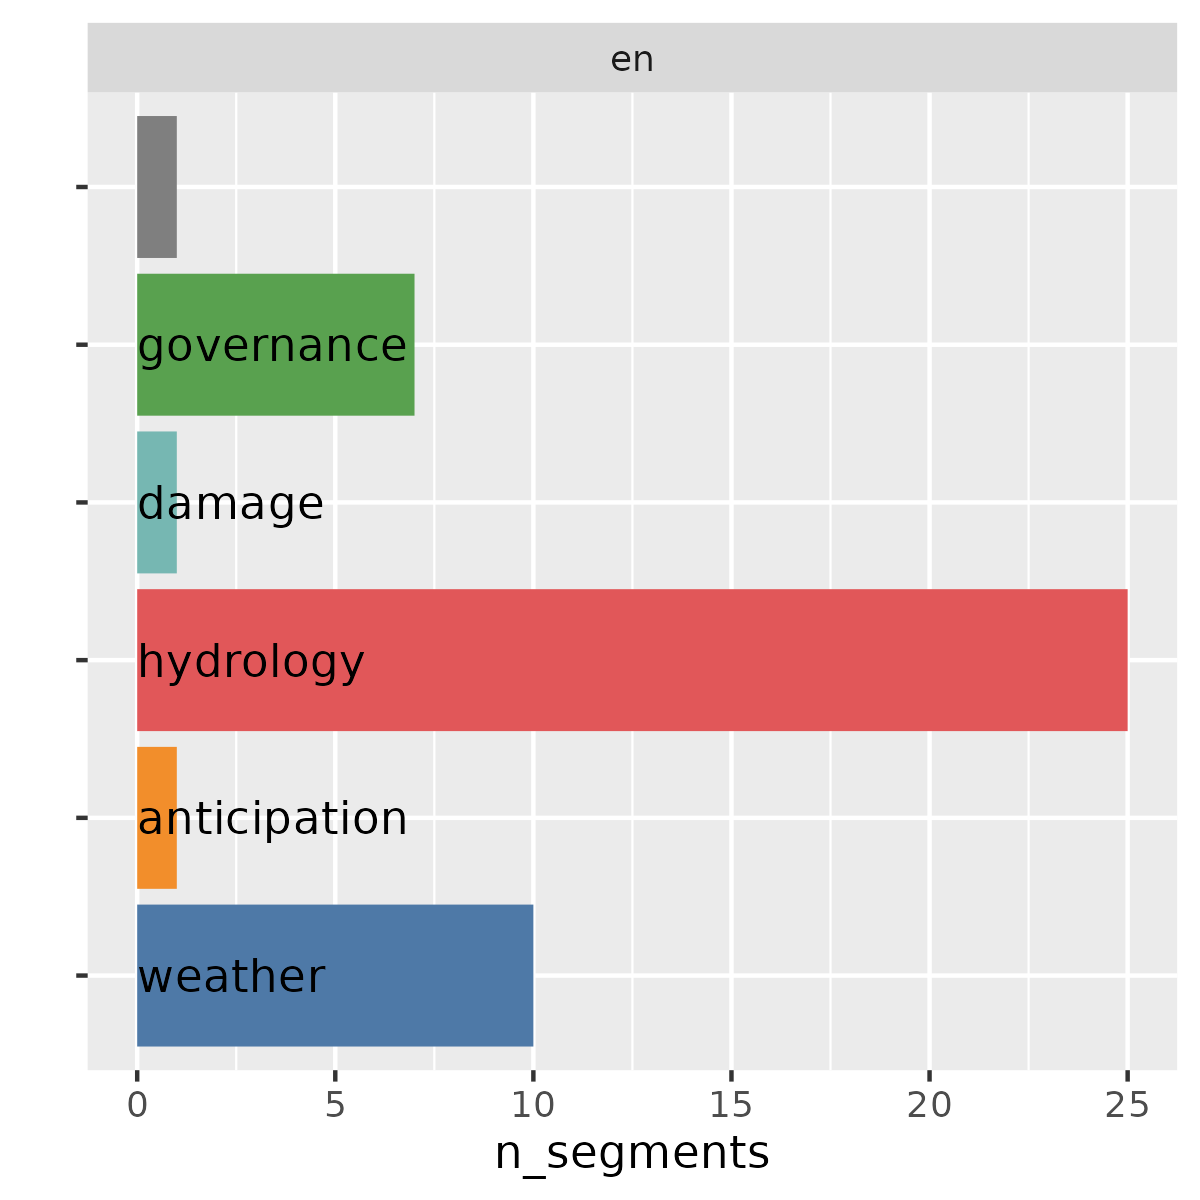 en
governance
damage
hydrology
anticipation
weather
0 5 10 15 20 25
n_segments